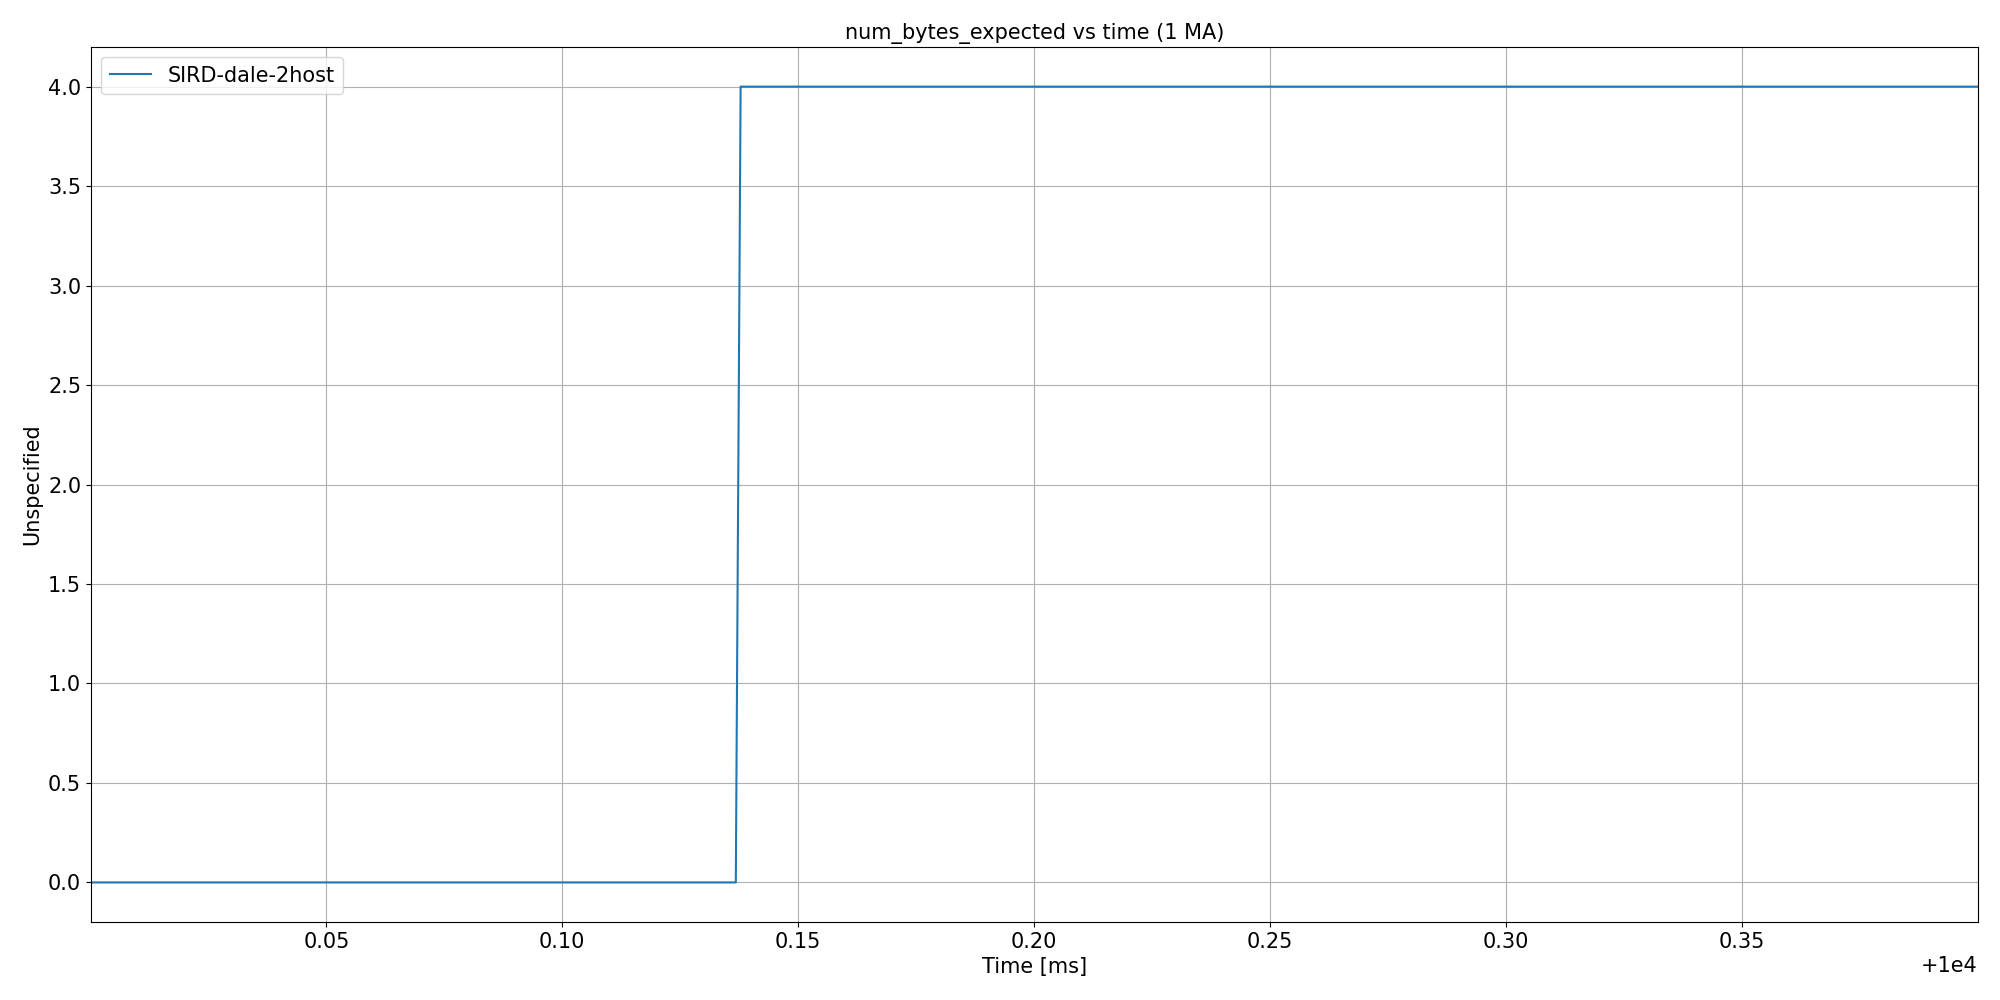 num_bytes_expected vs time (1 MA)
SIRD-dale-2host
4.0
3.5
3.0
2.5
2.0
1.5
1.0
0.5
0.0
Unspecified
0.05 0.10 0.15 0.20 0.25 0.30 0.35
Time [ms]
+1e4